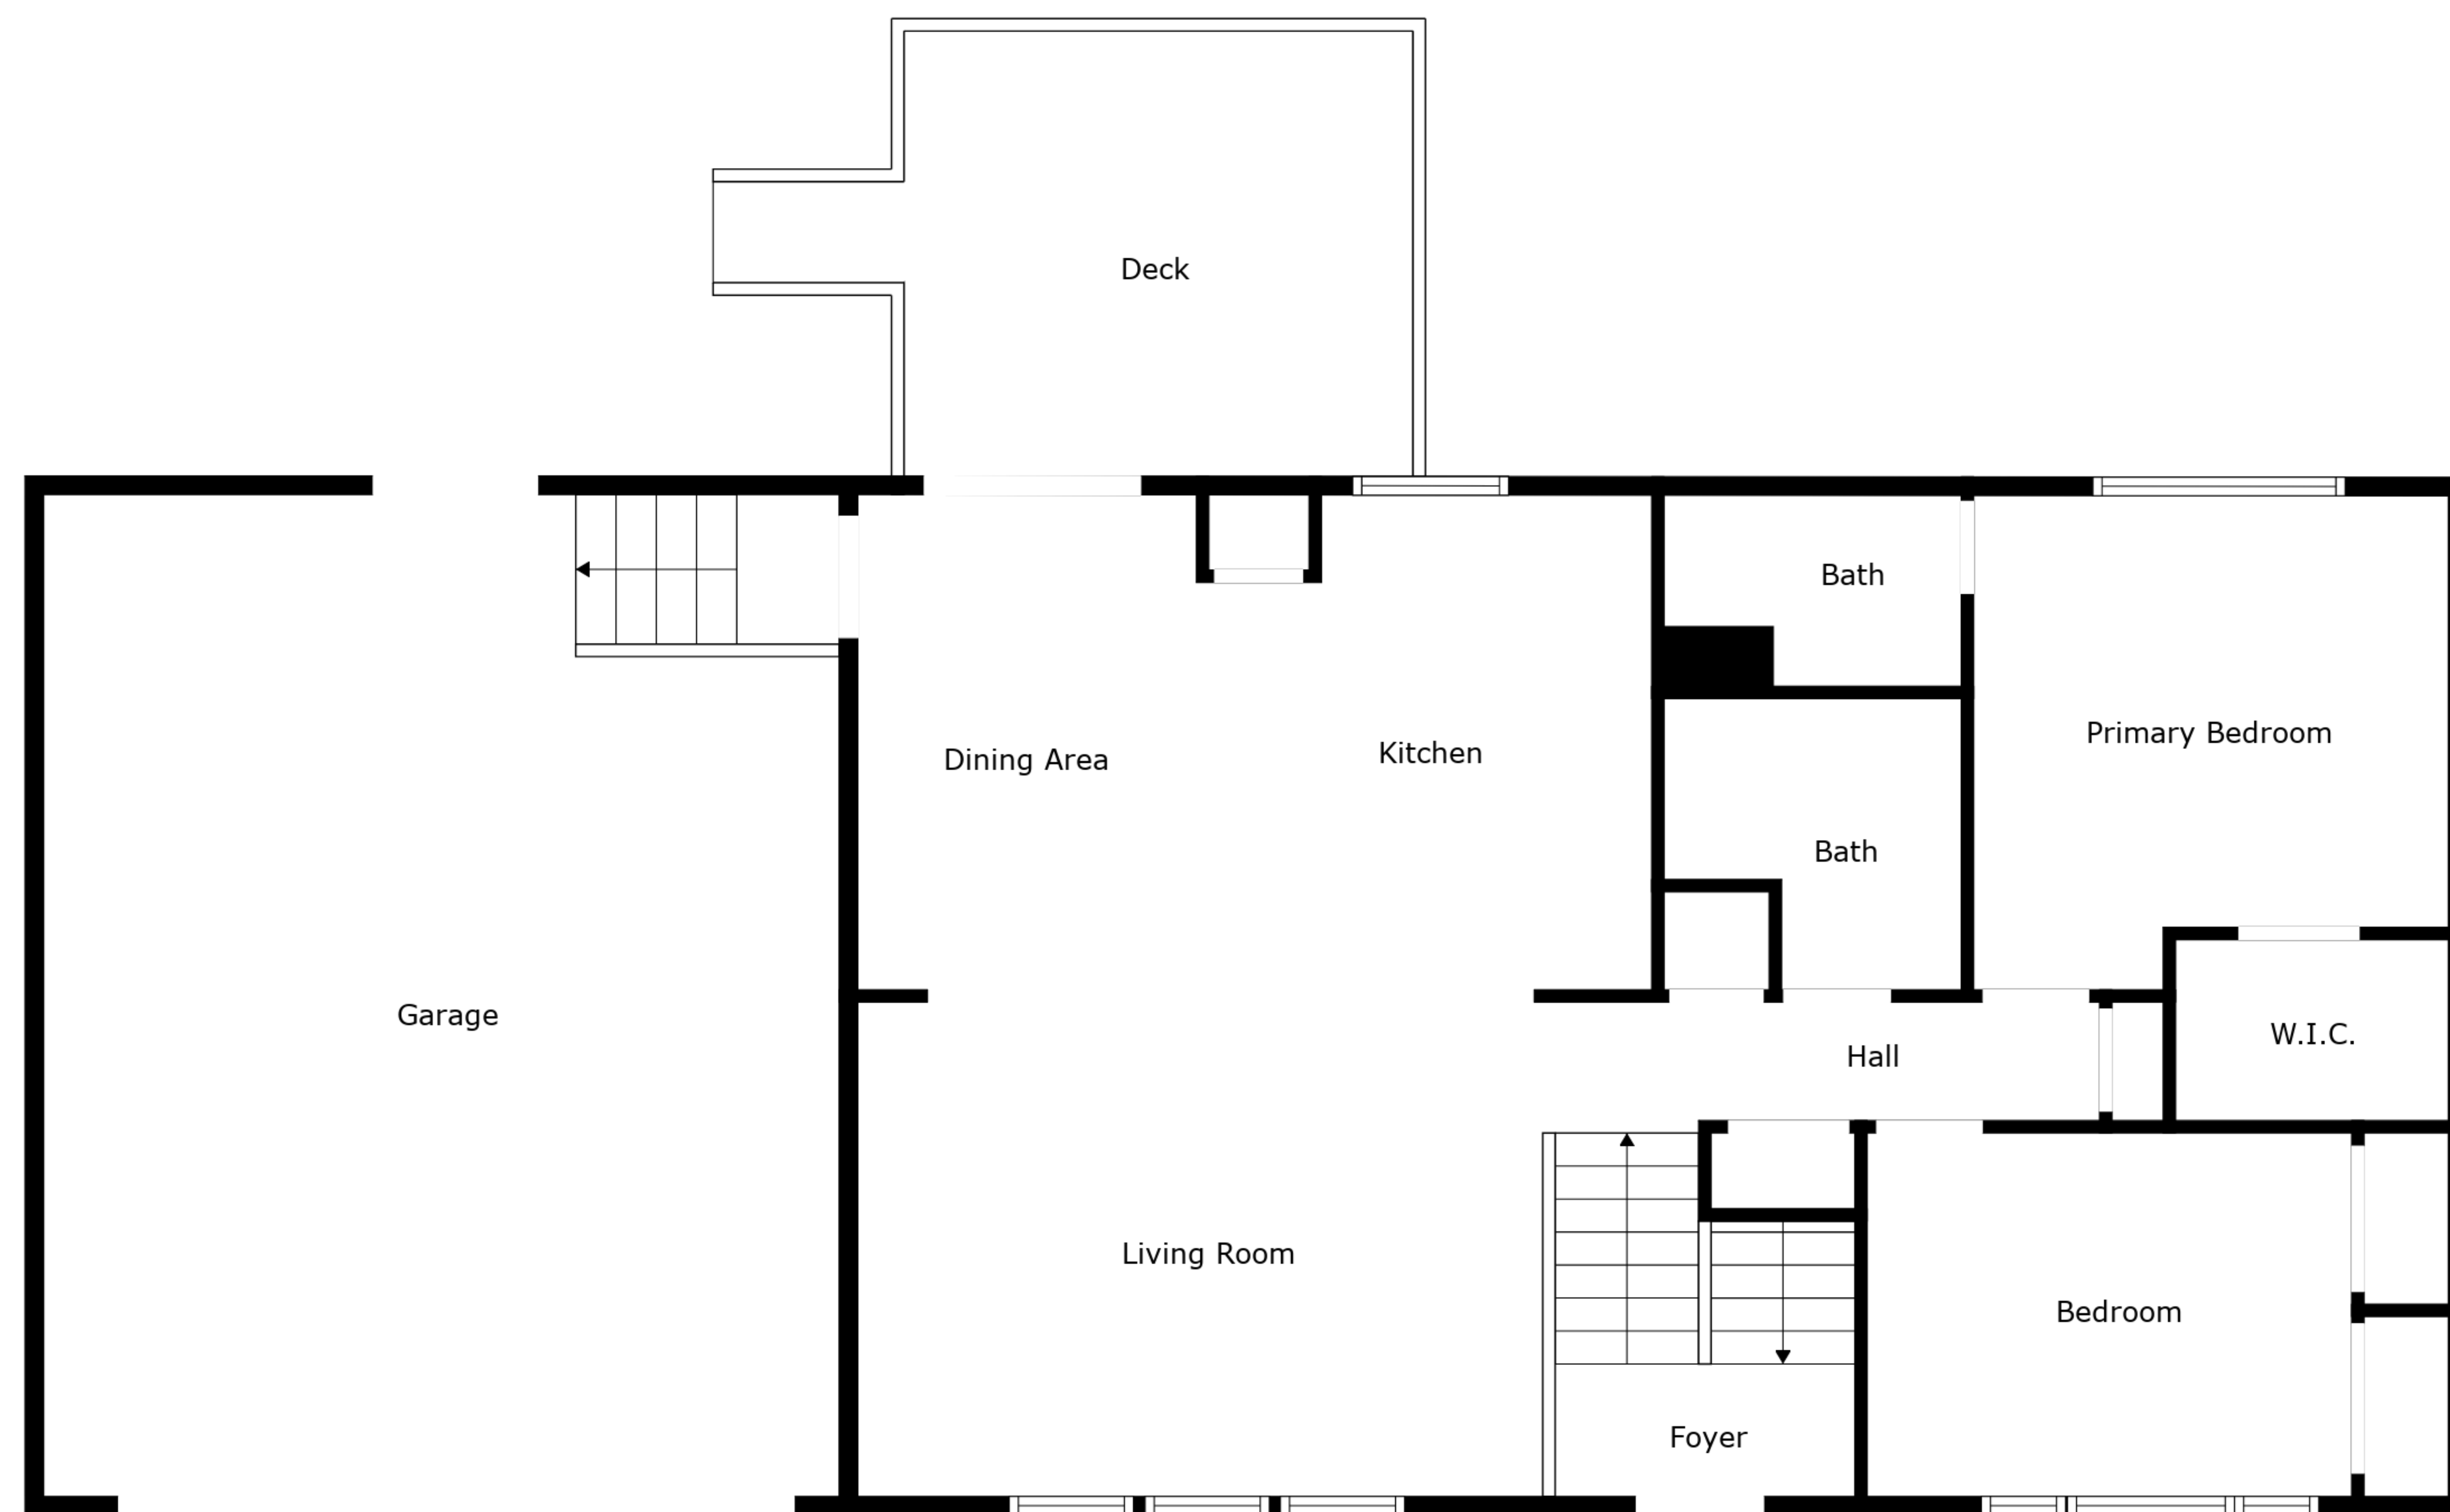 Deck
Bath
Primary Bedroom
Kitchen
Dining Area
Bath
Garage
W.I.C.
Hall
Living Room
Bedroom
Foyer